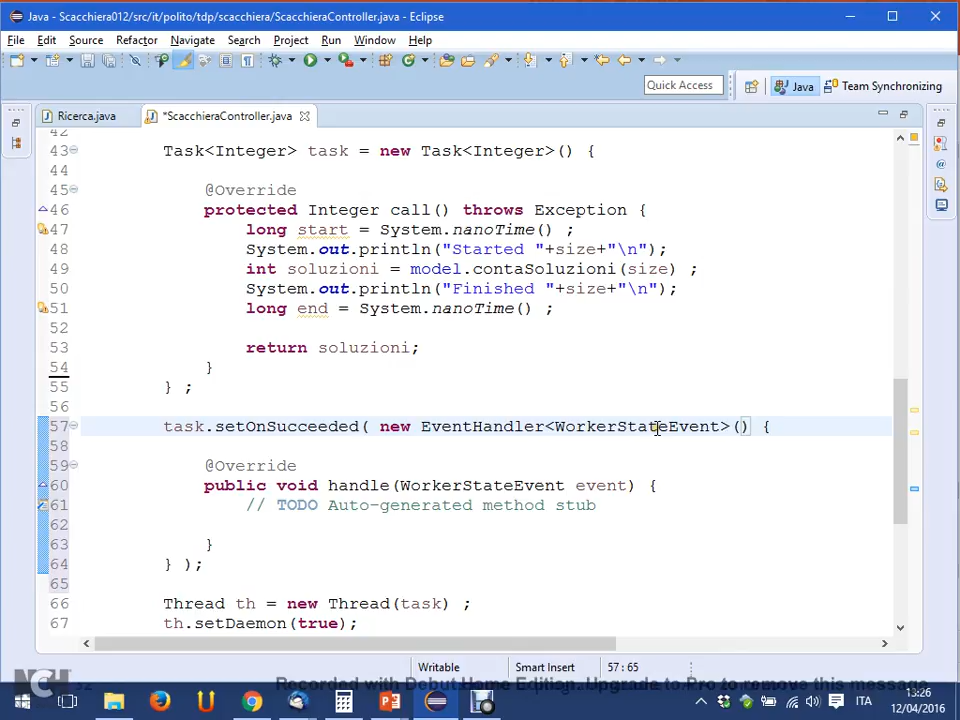 Java - Scacchiera012/src/it/polito/tdp/scacchiera/ScacchieraController.java - Eclipse
File Edit Source Refactor Navigate Search Project Run Window Help
Quick Access Java Team Synchronizing
Ricerca.java *ScacchieraController.java
42
43 Task<Integer> task = new Task<Integer>() {
44
45 @Override
46 protected Integer call() throws Exception {
47 long start = System.nanoTime() ;
48 System.out.println("Started "+size+"\n");
49 int soluzioni = model.contaSoluzioni(size) ;
50 System.out.println("Finished "+size+"\n");
51 long end = System.nanoTime() ;
52
53 return soluzioni;
54 }
55 } ;
56
57 task.setOnSucceeded( new EventHandler<WorkerStateEvent>() {
58
59 @Override
60 public void handle(WorkerStateEvent event) {
61 // TODO Auto-generated method stub
62
63 }
64 } );
65
66 Thread th = new Thread(task) ;
67 th.setDaemon(true);
Writable Smart Insert 57 : 65
Recorded with Debut Home Edition. Upgrade to Pro to remove this message
NCH
ITA
13:26
12/04/2016